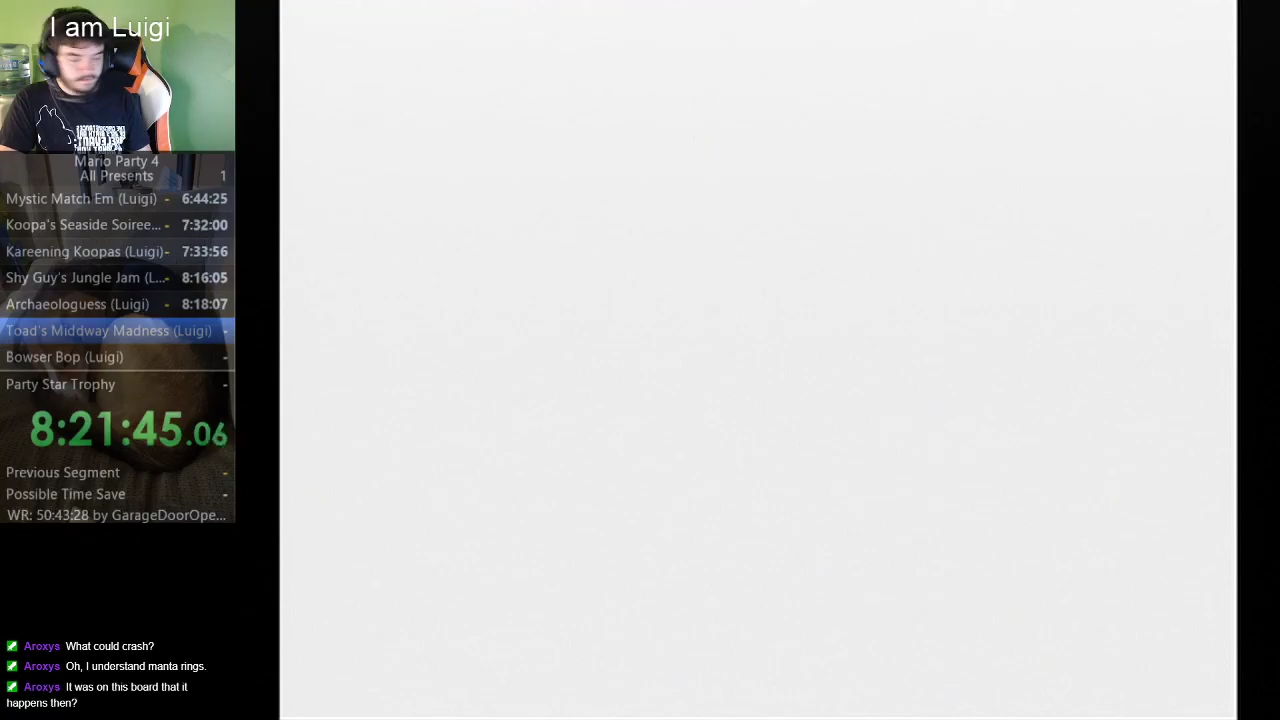 I am Luigi
Mario Party 4
All Presents 1
Mystic Match Em (Luigi) - 6:44:25
Koopa's Seaside Soiree... - 7:32:00
Kareening Koopas (Luigi) - 7:33:56
Shy Guy's Jungle Jam (L... - 8:16:05
Archaeologuess (Luigi) - 8:18:07
Toad's Middway Madness (Luigi) -
Bowser Bop (Luigi) -
Party Star Trophy -
8:21:45.06
Previous Segment -
Possible Time Save -
WR: 50:43:28 by GarageDoorOpe...
Aroxys What could crash?
Aroxys Oh, I understand manta rings.
Aroxys It was on this board that it
happens then?